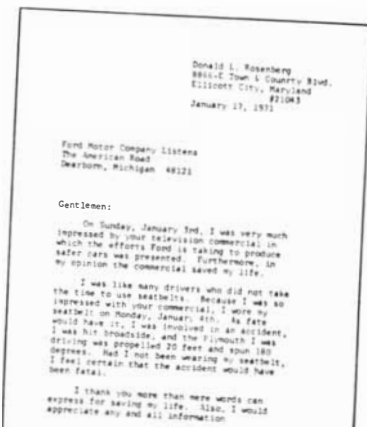 Donald L. Rosenberg
8866-E Town & Counrty Blvd.
Ellicott City, Maryland
#21043
January 17, 1971
Ford Motor Company Listens
The American Road
Dearborn, Michigan 48121
Gentlemen:
On Sunday, January 3rd, I was very much
impressed by your television commercial in
which the efforts Ford is taking to produce
safer cars was presented. Furthermore, in
my opinion the commercial saved my life.
I was like many drivers who did not take
the time to use seatbelts. Because I was so
impressed with your commercial, I wore my
seatbelt on Monday, January 4th. As fate
would have it, I was involved in an accident,
I was hit broadside, and the Plymouth I was
driving was propelled 20 feet and spun 180
degrees. Had I not been wearing my seatbelt,
I feel certain that the accident would have
been fatal.
I thank you more than mere words can
express for saving my life. Also, I would
appreciate any and all information